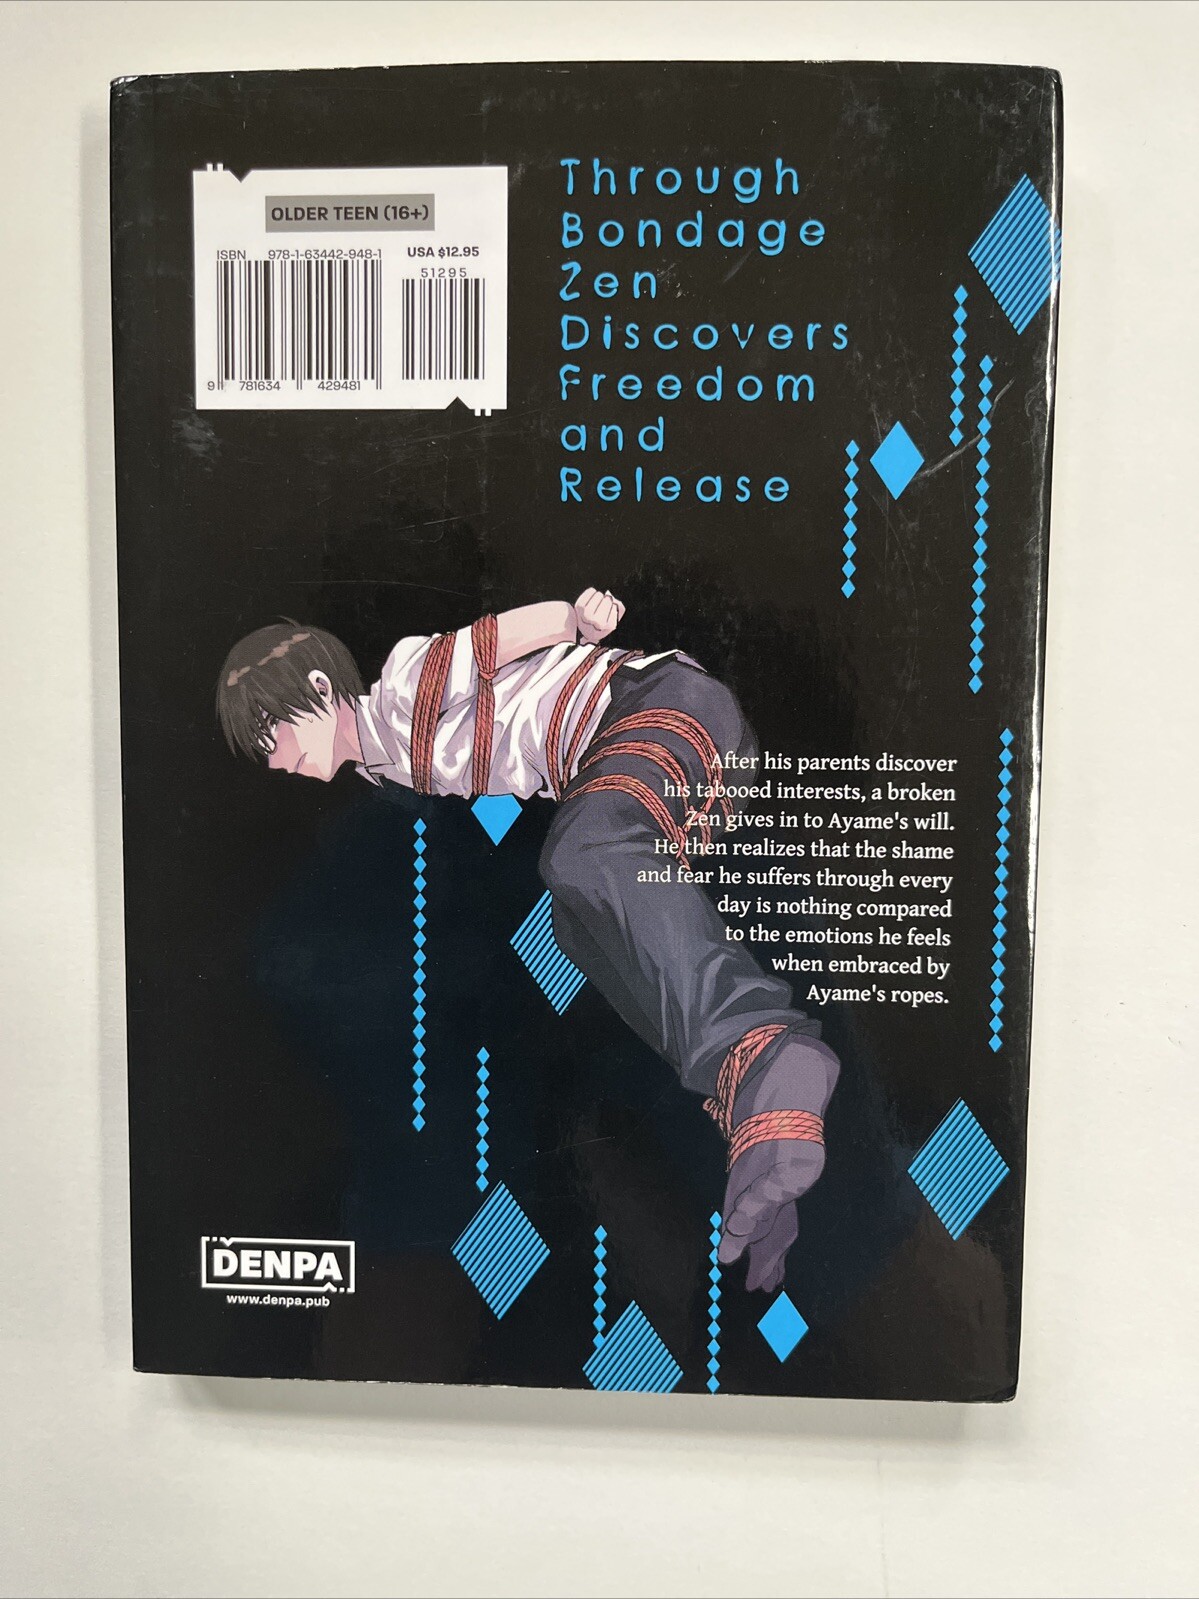 OLDER TEEN (16+)
ISBN 978-1-63442-948-1
USA $12.95
51295
9 781634 429481
Through
Bondage
Zen
Discovers
Freedom
and
Release
After his parents discover
his tabooed interests, a broken
Zen gives in to Ayame's will.
He then realizes that the shame
and fear he suffers through every
day is nothing compared
to the emotions he feels
when embraced by
Ayame's ropes.
DENPA
www.denpa.pub